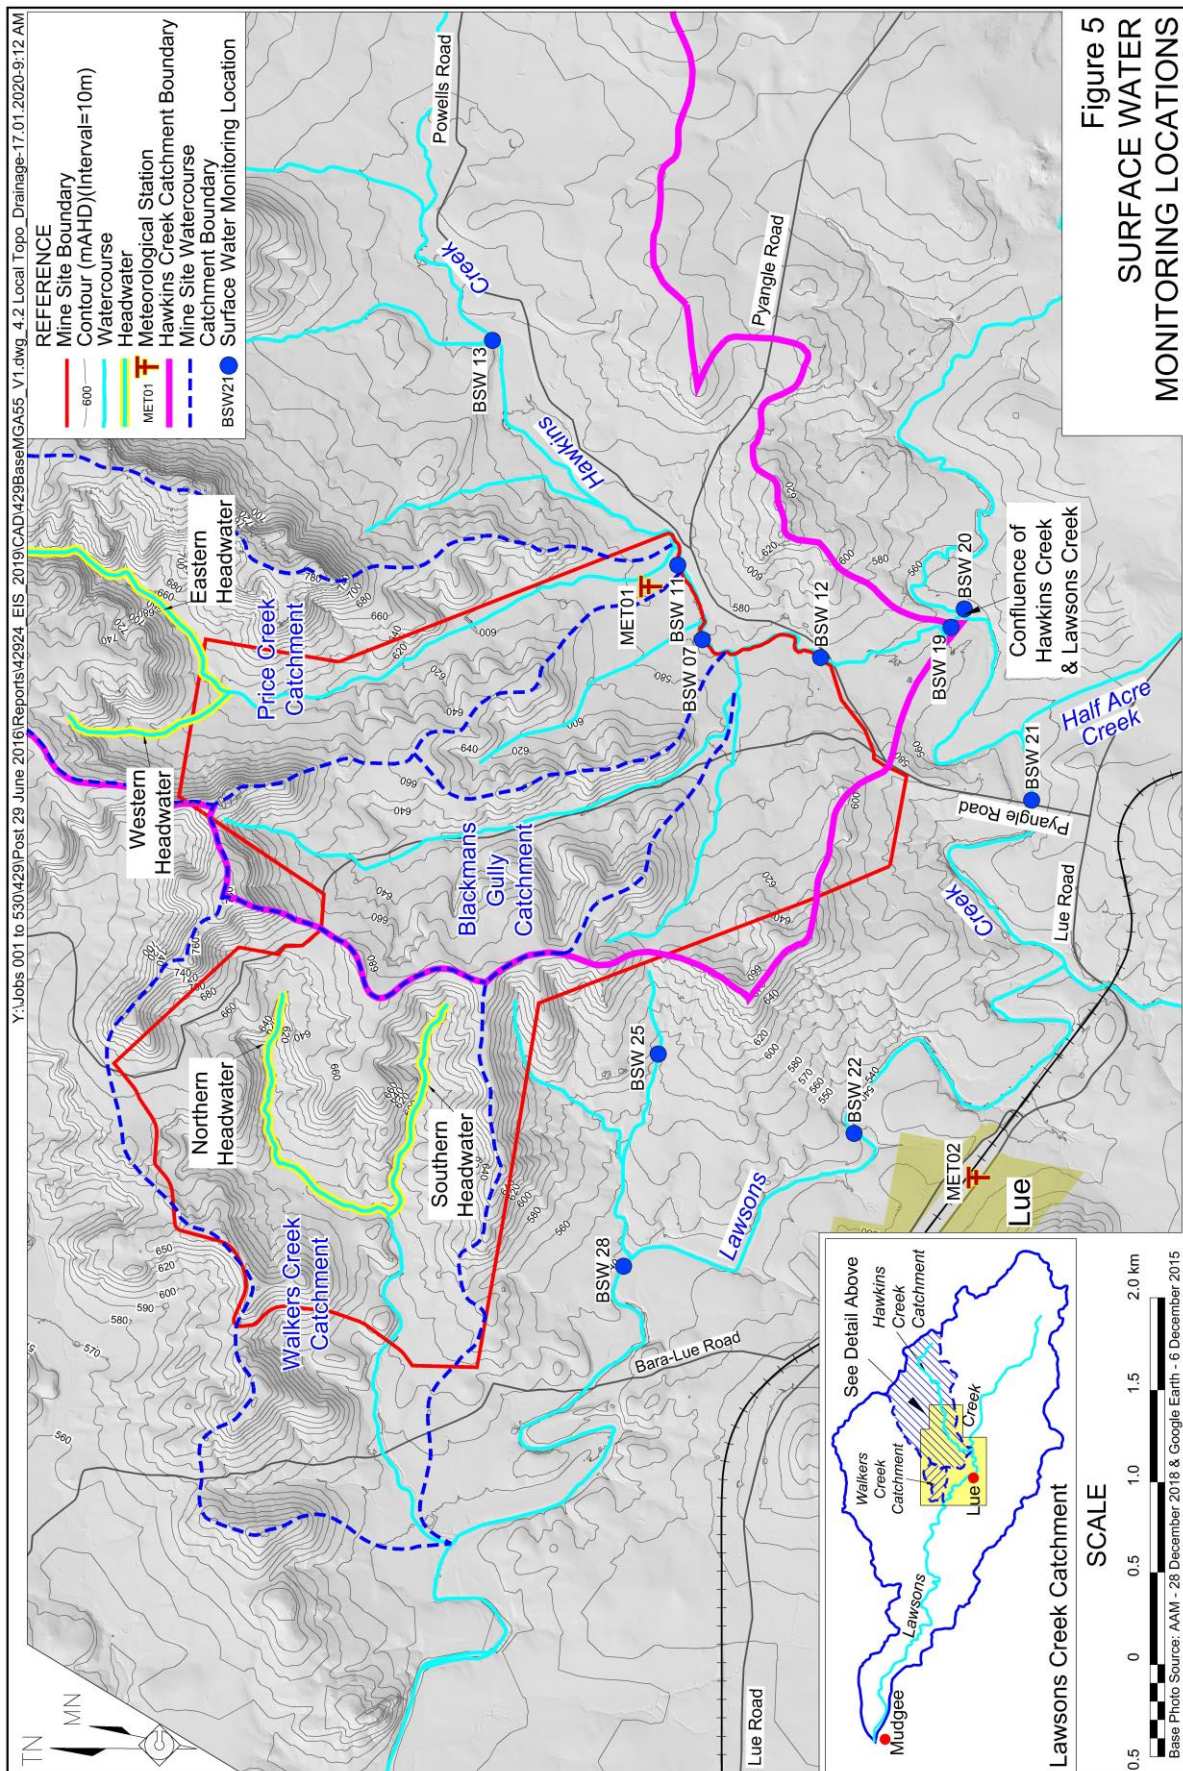 Y:\Jobs 001 to 530\429\Post 29 June 2016\Reports\42924_EIS_2019\CAD\429BaseMGA55_V1.dwg_4.2 Local Topo_Drainage-17.01.2020-9:12 AM
TN
MN
REFERENCE
Mine Site Boundary
600
Contour (mAHD)(Interval=10m)
Watercourse
Headwater
MET01
Meteorological Station
Hawkins Creek Catchment Boundary
Mine Site Watercourse
Catchment Boundary
BSW21
Surface Water Monitoring Location
Powells Road
Eastern
Headwater
Western
Headwater
Price Creek
Catchment
Northern
Headwater
Southern
Headwater
Walkers Creek
Catchment
Blackmans
Gully
Catchment
BSW 13
Hawkins
Creek
MET01
BSW 11
BSW 07
BSW 12
Pyangle Road
BSW 19
BSW 20
Confluence of
Hawkins Creek
& Lawsons Creek
Half Acre
Creek
BSW 21
Pyangle Road
Lue Road
Creek
BSW 25
BSW 22
BSW 28
Lawsons
MET02
Lue
Bara-Lue Road
Lue Road
See Detail Above
Walkers
Creek
Catchment
Hawkins
Creek
Catchment
Creek
Lue
Lawsons
Mudgee
Lawsons Creek Catchment
SCALE
0.5 0 0.5 1.0 1.5 2.0 km
Base Photo Source: AAM - 28 December 2018 & Google Earth - 6 December 2015
Figure 5
SURFACE WATER
MONITORING LOCATIONS